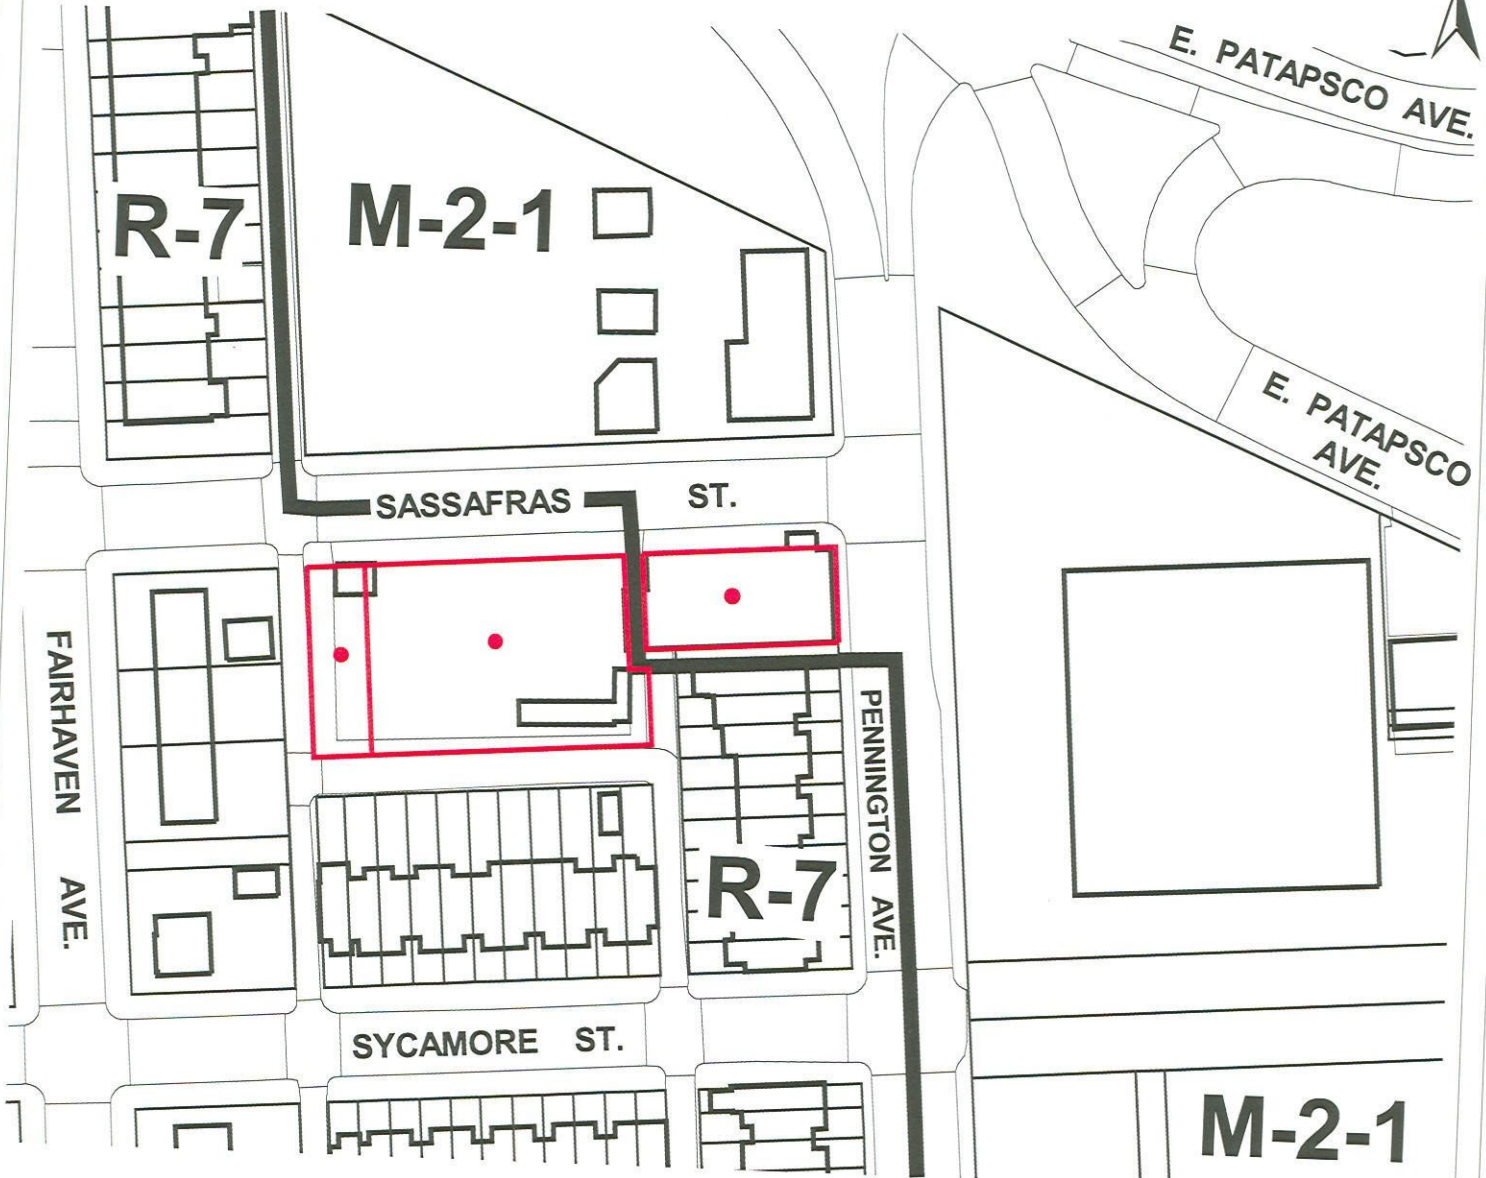 E. PATAPSCO AVE.
R-7
M-2-1
E. PATAPSCO
AVE.
SASSAFRAS ST.
FAIRHAVEN AVE.
PENNINGTON AVE.
R-7
SYCAMORE ST.
M-2-1